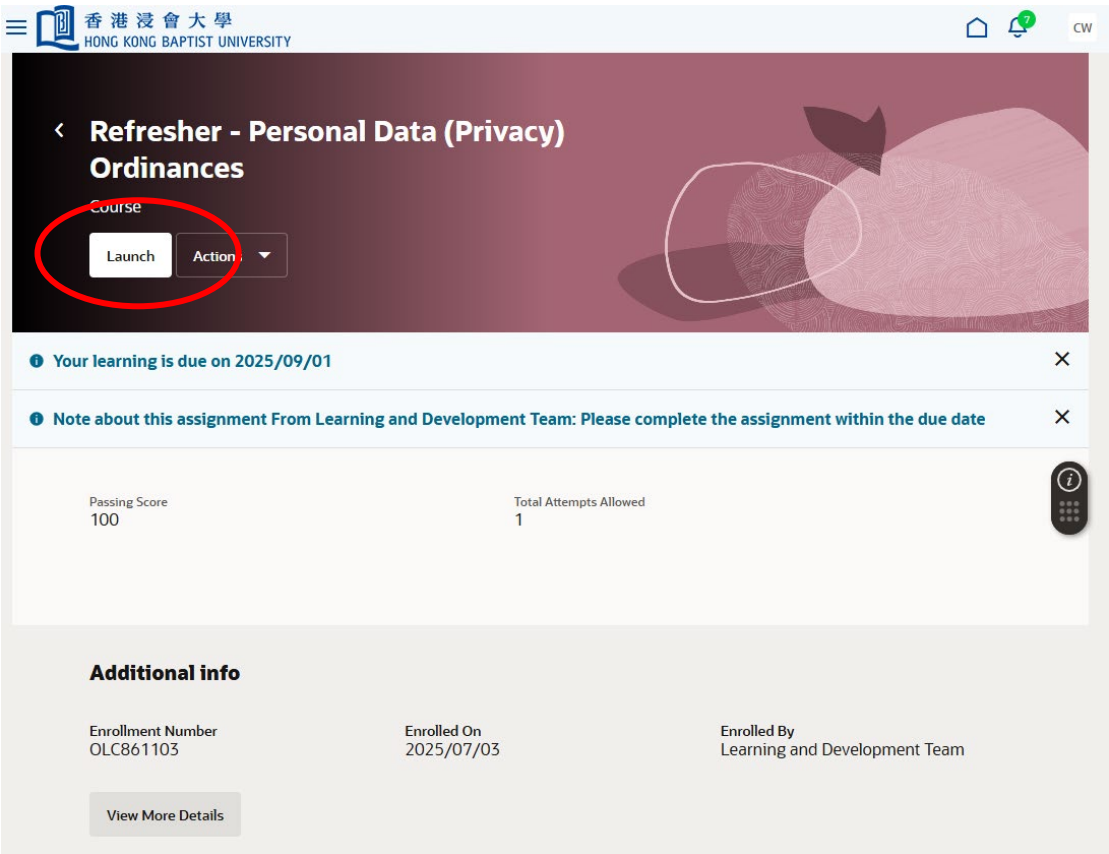 香港浸會大學
HONG KONG BAPTIST UNIVERSITY
7
CW
Refresher - Personal Data (Privacy)
Ordinances
Course
Launch
Actions
Your learning is due on 2025/09/01
Note about this assignment From Learning and Development Team: Please complete the assignment within the due date
Passing Score
Total Attempts Allowed
100
1
Additional info
Enrollment Number
Enrolled On
Enrolled By
OLC861103
2025/07/03
Learning and Development Team
View More Details